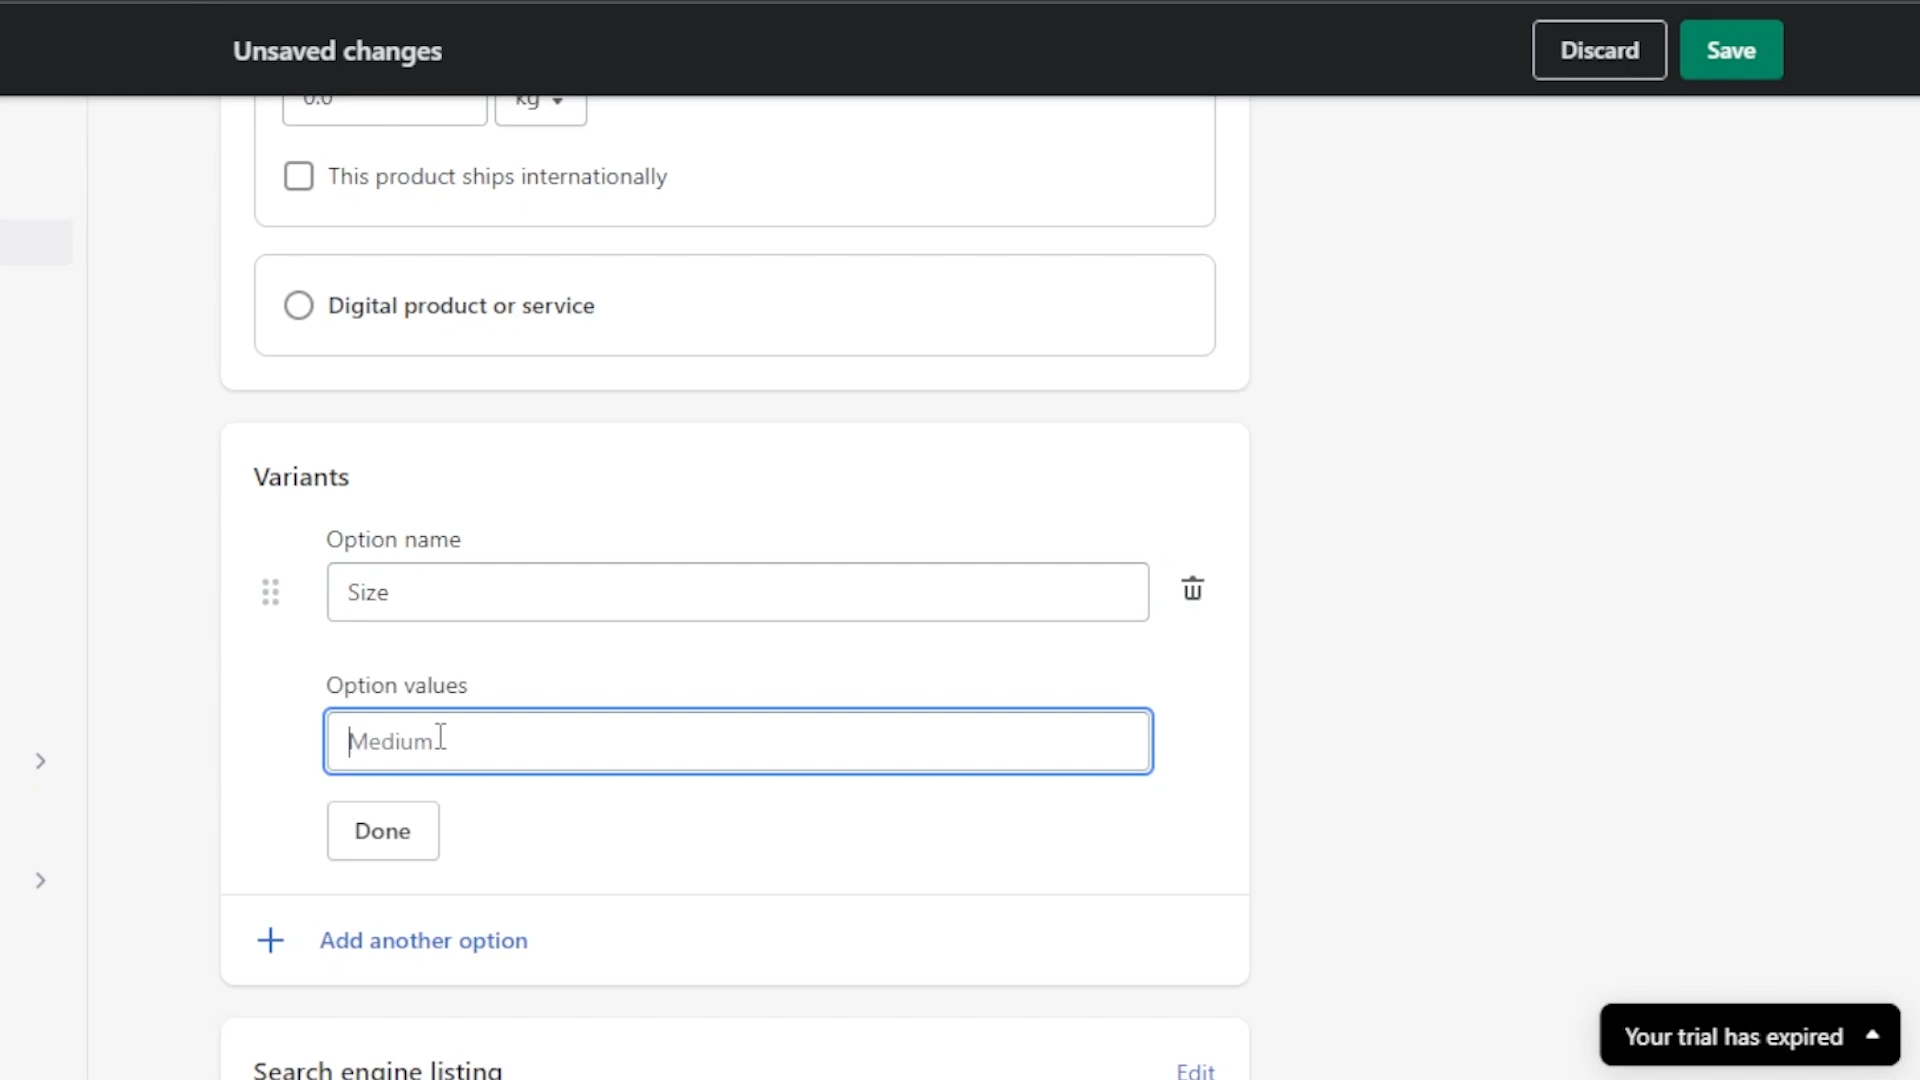 Unsaved changes
Discard
Save
0.0
kg
This product ships internationally
Digital product or service
Variants
Option name
Size
Option values
Medium
Done
Add another option
Search engine listing
Edit
Your trial has expired